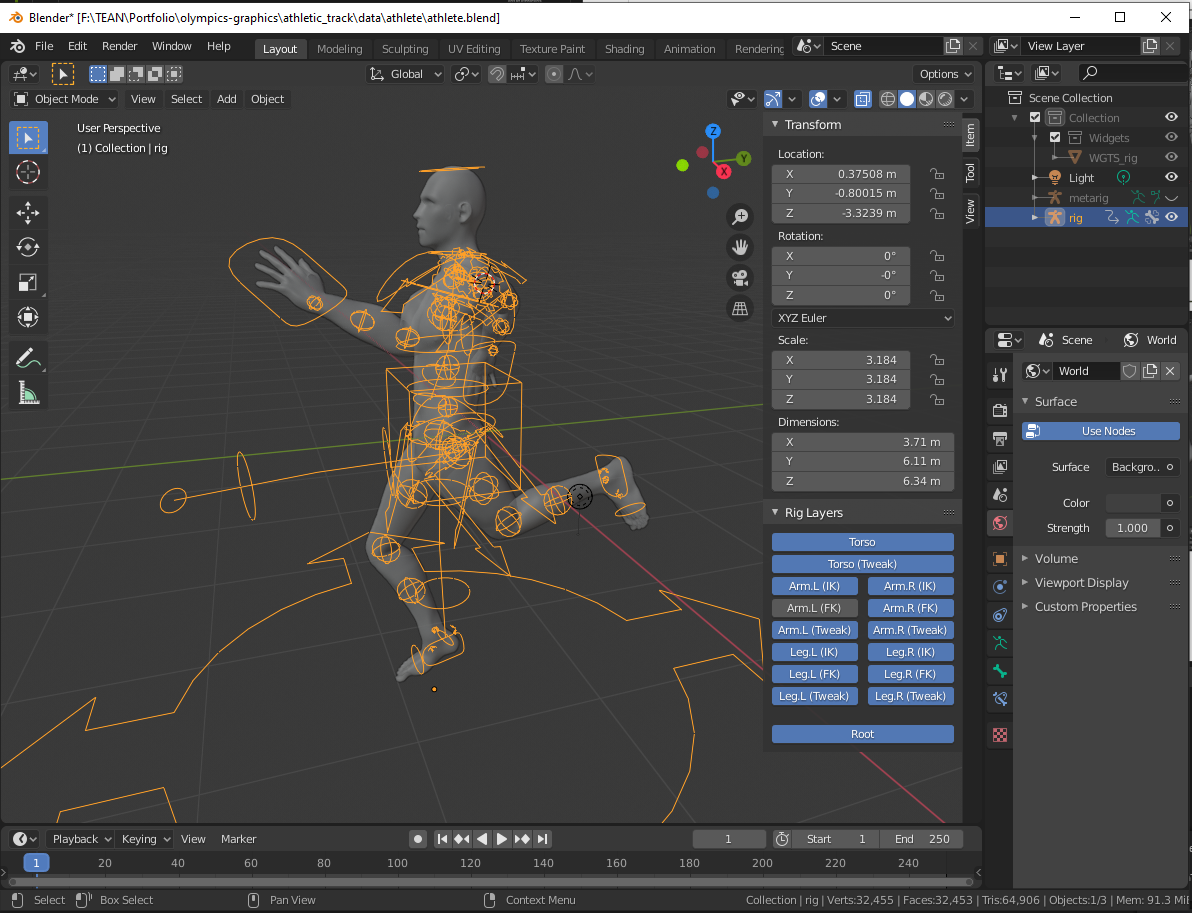 Blender* [F:\TEAN\Portfolio\olympics-graphics\athletic_track\data\athlete\athlete.blend]
File Edit Render Window Help Layout Modeling Sculpting UV Editing Texture Paint Shading Animation Rendering Scene View Layer
Global Options
Object Mode View Select Add Object
User Perspective
(1) Collection | rig
Z
Y
X
Transform
Location:
X 0.37508 m
Y -0.80015 m
Z -3.3239 m
Rotation:
X 0°
Y -0°
Z 0°
XYZ Euler
Scale:
X 3.184
Y 3.184
Z 3.184
Dimensions:
X 3.71 m
Y 6.11 m
Z 6.34 m
Rig Layers
Torso
Torso (Tweak)
Arm.L (IK) Arm.R (IK)
Arm.L (FK) Arm.R (FK)
Arm.L (Tweak) Arm.R (Tweak)
Leg.L (IK) Leg.R (IK)
Leg.L (FK) Leg.R (FK)
Leg.L (Tweak) Leg.R (Tweak)
Root
Item
Tool
View
Scene Collection
Collection
Widgets
WGTS_rig
Light
metarig
rig
Scene World
World
Surface
Use Nodes
Surface Backgro..
Color
Strength 1.000
Volume
Viewport Display
Custom Properties
Playback Keying View Marker 1 Start 1 End 250
1 20 40 60 80 100 120 140 160 180 200 220 240
Select Box Select Pan View Context Menu Collection | rig | Verts:32,455 | Faces:32,453 | Tris:64,906 | Objects:1/3 | Mem: 91.3 Mi